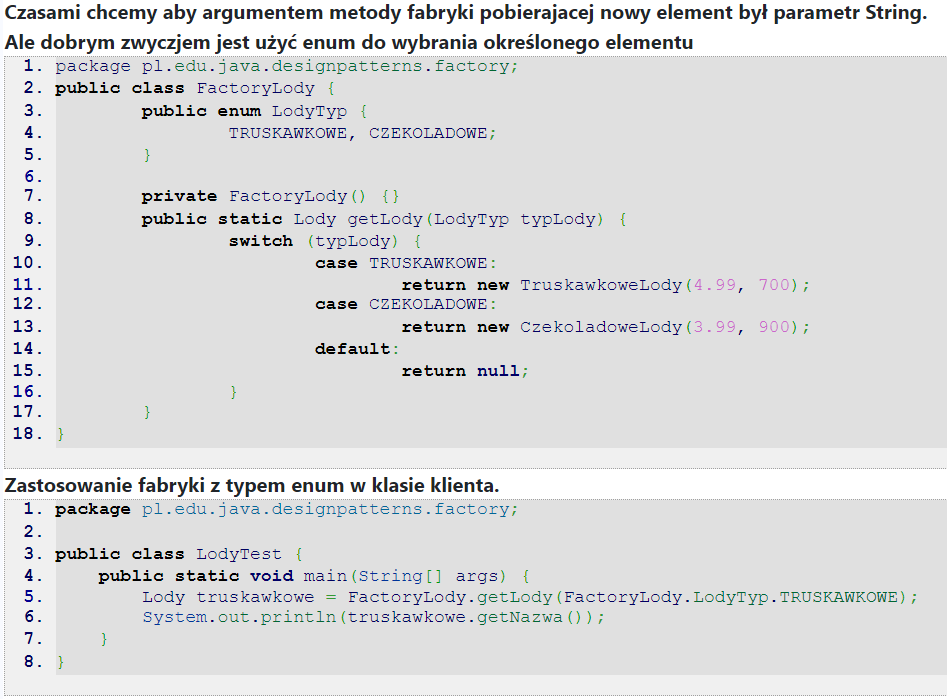 Czasami chcemy aby argumentem metody fabryki pobierajacej nowy element był parametr String.
Ale dobrym zwyczjem jest użyć enum do wybrania określonego elementu
1. package pl.edu.java.designpatterns.factory;
2. public class FactoryLody {
3. public enum LodyTyp {
4. TRUSKAWKOWE, CZEKOLADOWE;
5. }
6.
7. private FactoryLody() {}
8. public static Lody getLody(LodyTyp typLody) {
9. switch (typLody) {
10. case TRUSKAWKOWE:
11. return new TruskawkoweLody(4.99, 700);
12. case CZEKOLADOWE:
13. return new CzekoladoweLody(3.99, 900);
14. default:
15. return null;
16. }
17. }
18. }
Zastosowanie fabryki z typem enum w klasie klienta.
1. package pl.edu.java.designpatterns.factory;
2.
3. public class LodyTest {
4. public static void main(String[] args) {
5. Lody truskawkowe = FactoryLody.getLody(FactoryLody.LodyTyp.TRUSKAWKOWE);
6. System.out.println(truskawkowe.getNazwa());
7. }
8. }